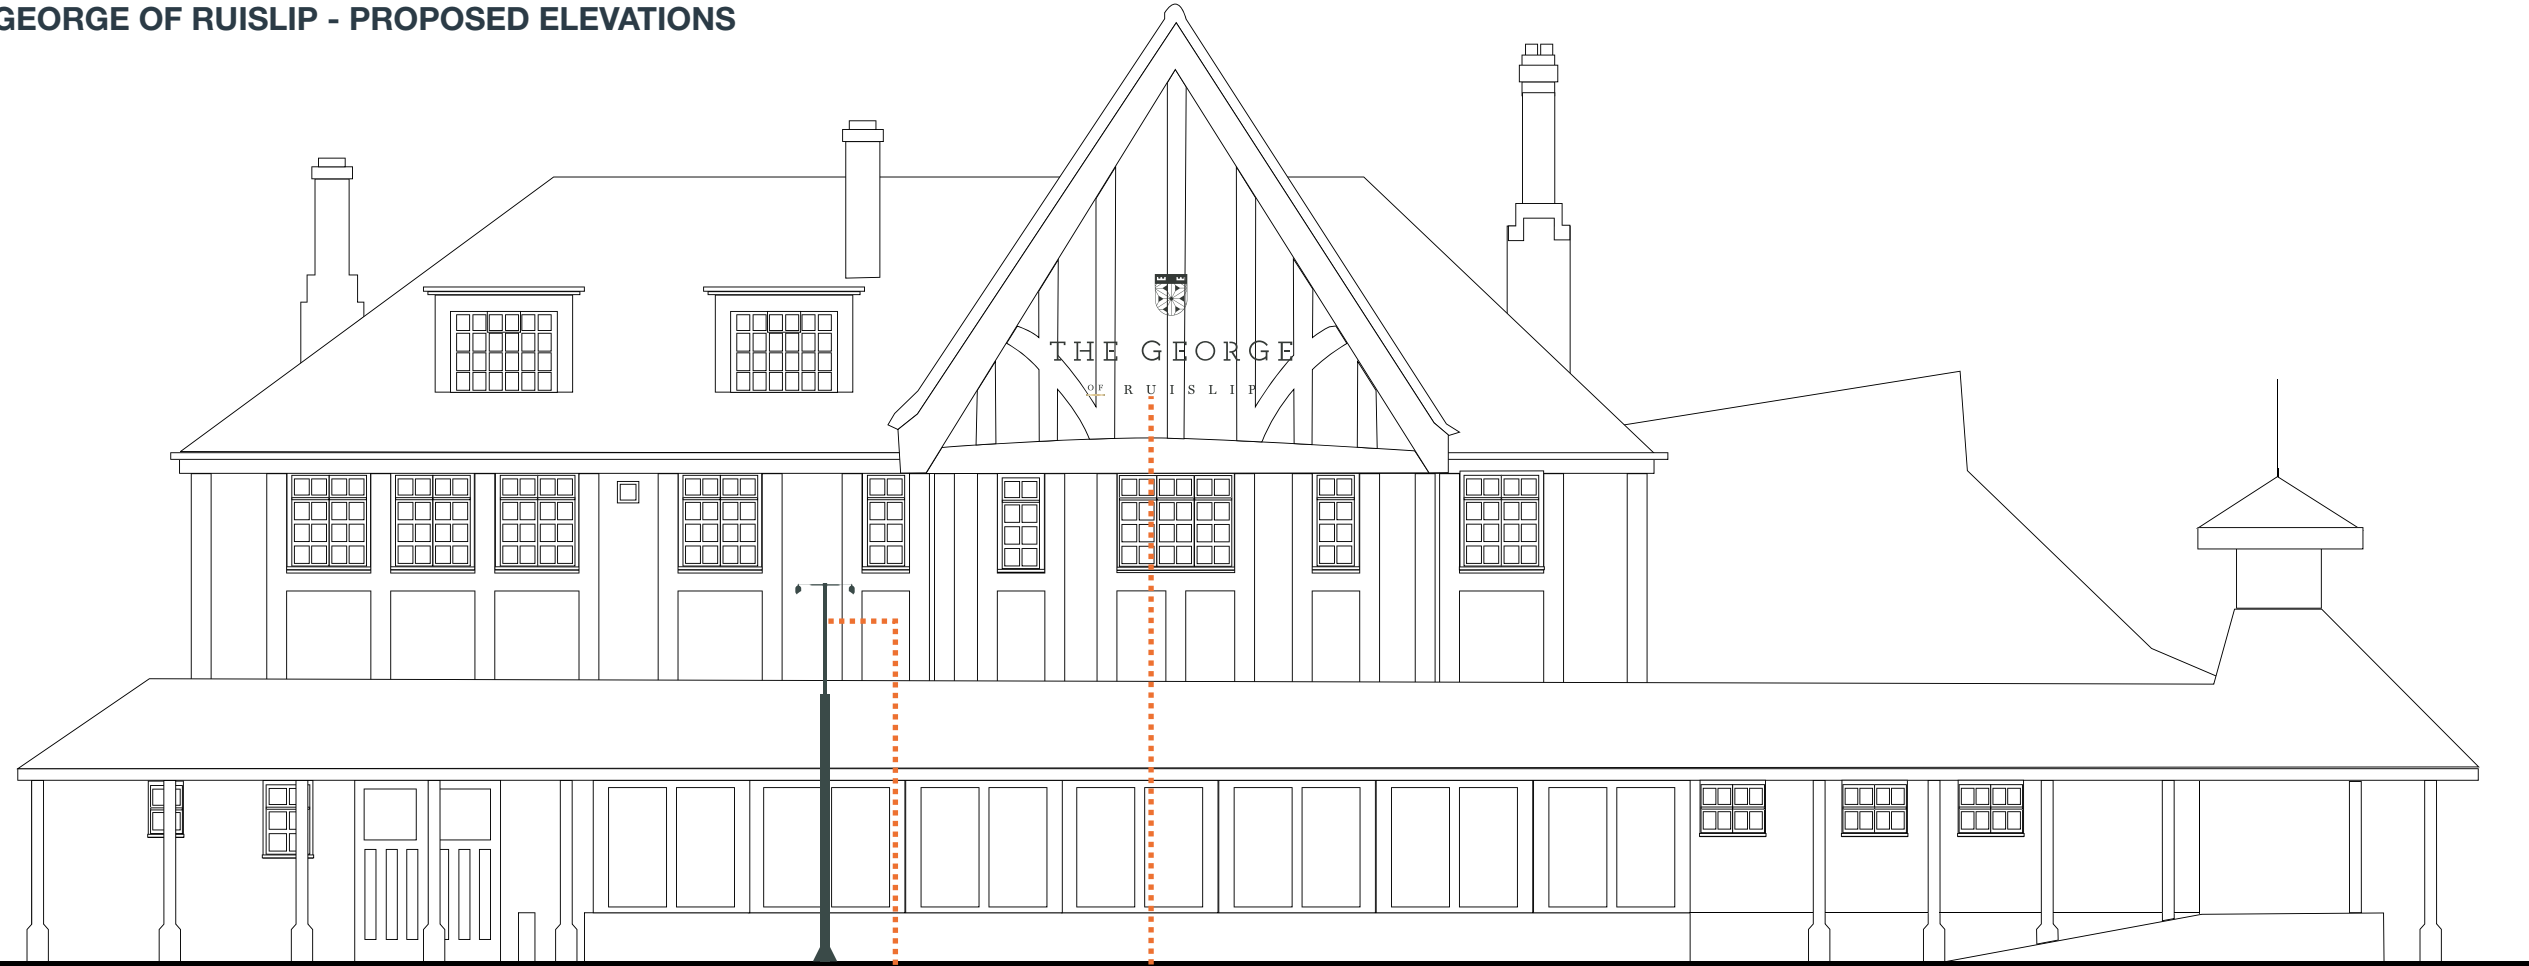 GEORGE OF RUISLIP - PROPOSED ELEVATIONS
THE GEORGE
OF RUISLIP